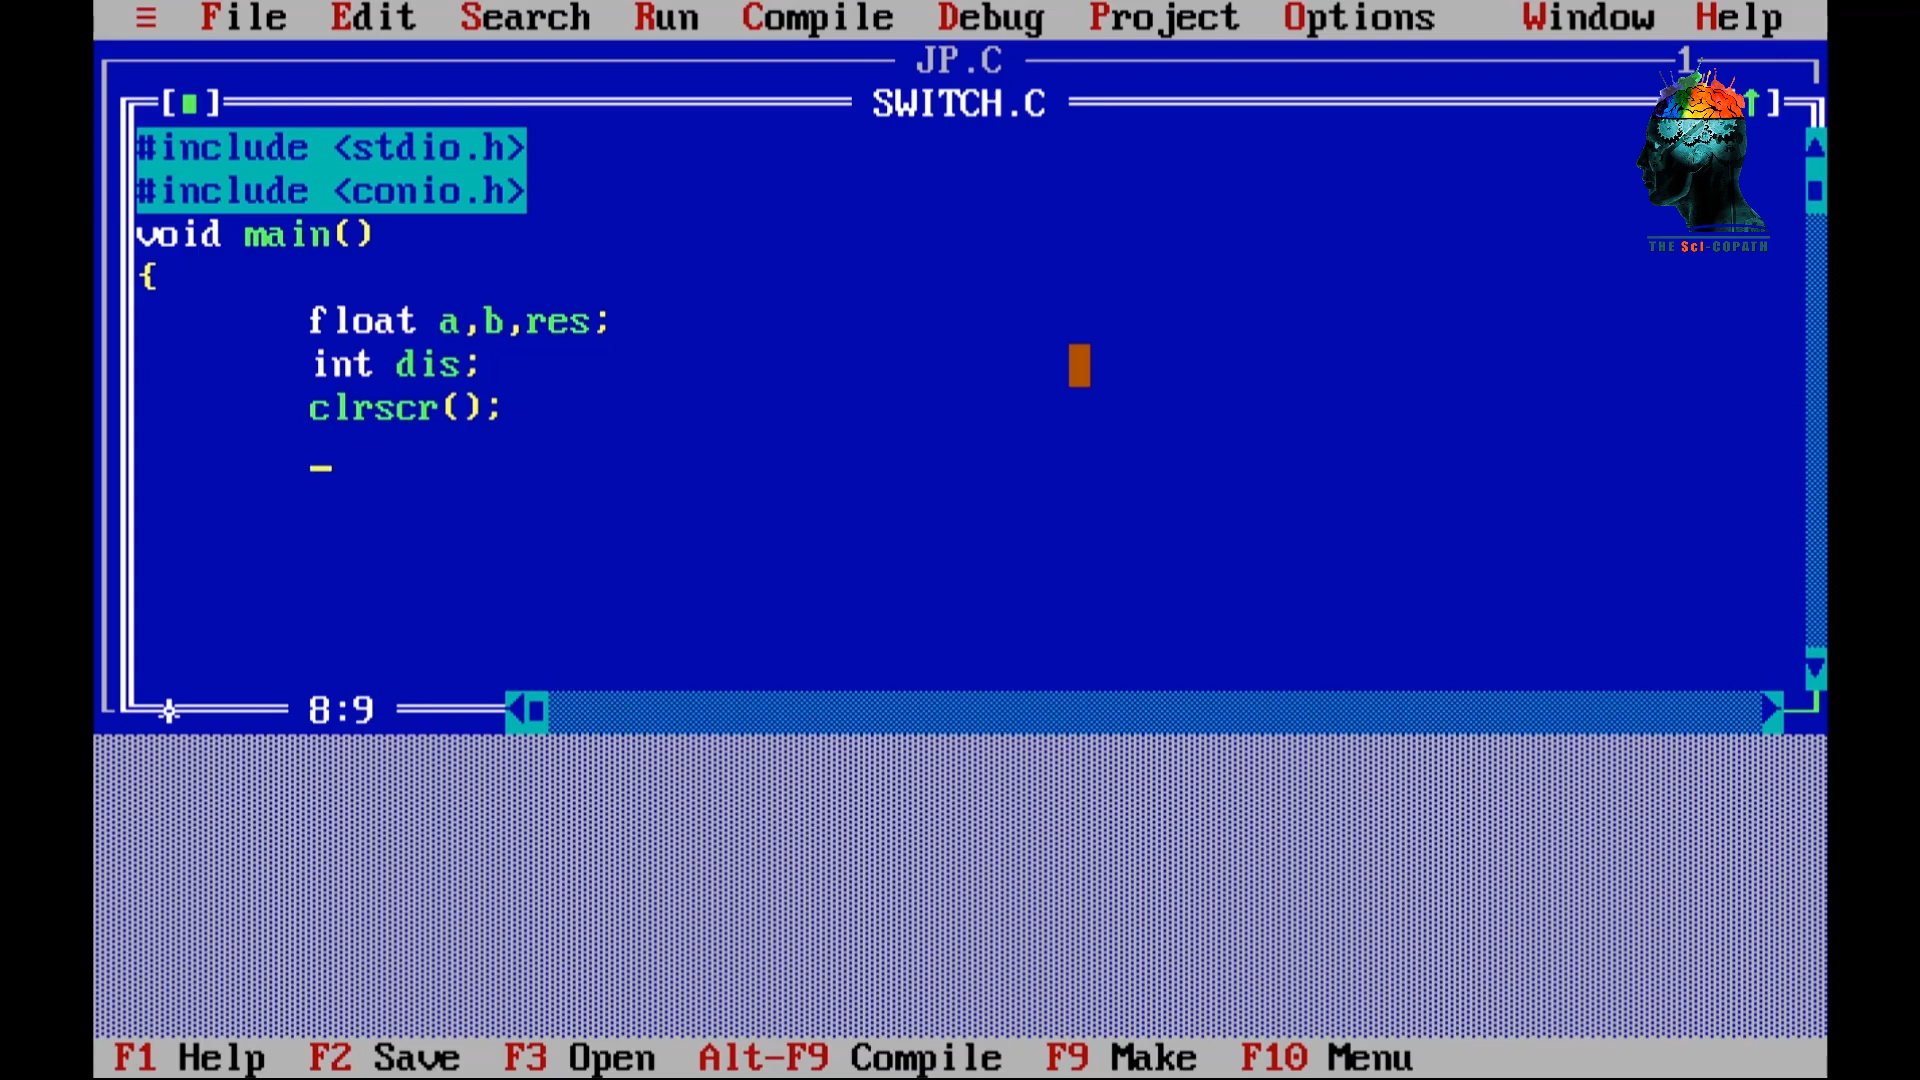 ≡ File Edit Search Run Compile Debug Project Options Window Help
JP.C 1
[■] SWITCH.C ↑]
#include <stdio.h>
#include <conio.h>
void main()
{
float a,b,res;
int dis;
clrscr();
8:9
THE SCI-COPATH
F1 Help F2 Save F3 Open Alt-F9 Compile F9 Make F10 Menu